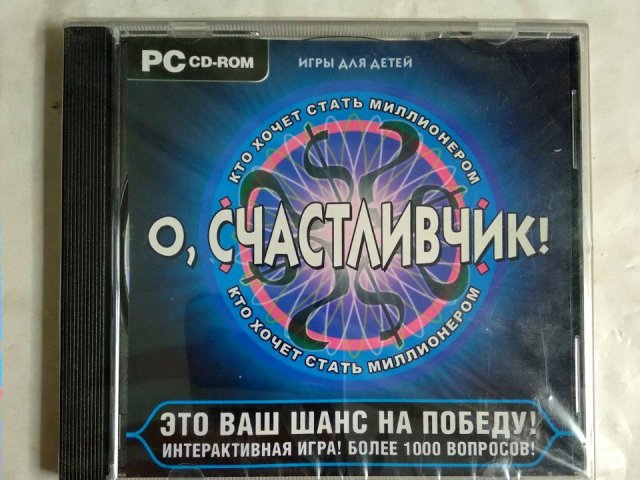 PC CD-ROM
ИГРЫ ДЛЯ ДЕТЕЙ
КТО ХОЧЕТ СТАТЬ МИЛЛИОНЕРОМ
О, СЧАСТЛИВЧИК!
КТО ХОЧЕТ СТАТЬ МИЛЛИОНЕРОМ
ЭТО ВАШ ШАНС НА ПОБЕДУ!
ИНТЕРАКТИВНАЯ ИГРА! БОЛЕЕ 1000 ВОПРОСОВ!